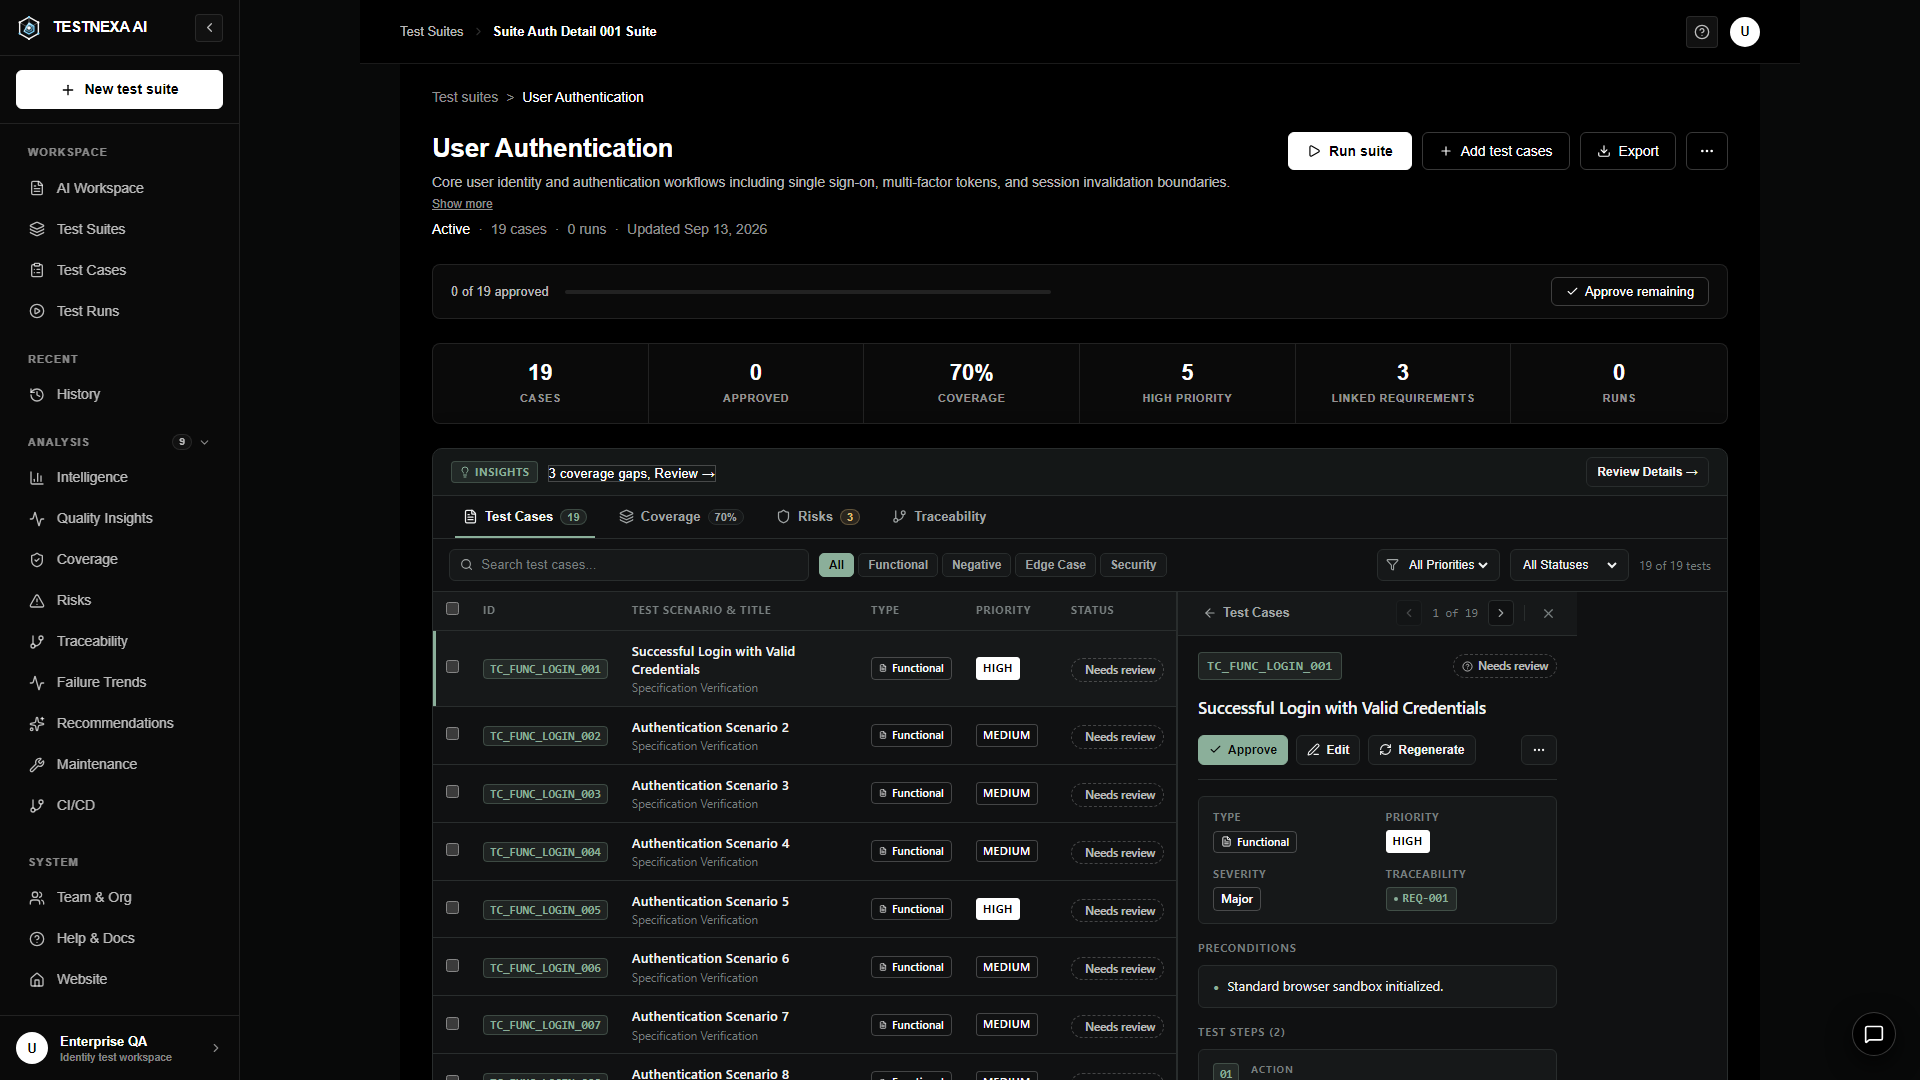 TESTNEXA AI
New test suite
WORKSPACE
AI Workspace
Test Suites
Test Cases
Test Runs
RECENT
History
ANALYSIS 9
Intelligence
Quality Insights
Coverage
Risks
Traceability
Failure Trends
Recommendations
Maintenance
CI/CD
SYSTEM
Team & Org
Help & Docs
Website
U Enterprise QA
Identity test workspace
Test Suites > Suite Auth Detail 001 Suite
U
Test suites > User Authentication
User Authentication
Run suite
+ Add test cases
Export
...
Core user identity and authentication workflows including single sign-on, multi-factor tokens, and session invalidation boundaries.
Show more
Active · 19 cases · 0 runs · Updated Sep 13, 2026
0 of 19 approved
Approve remaining
19 0 70% 5 3 0
CASES APPROVED COVERAGE HIGH PRIORITY LINKED REQUIREMENTS RUNS
INSIGHTS 3 coverage gaps, Review →
Review Details →
Test Cases 19 Coverage 70% Risks 3 Traceability
Search test cases...
All Functional Negative Edge Case Security
All Priorities All Statuses 19 of 19 tests
ID TEST SCENARIO & TITLE TYPE PRIORITY STATUS
TC_FUNC_LOGIN_001 Successful Login with Valid Credentials Functional HIGH Needs review
Specification Verification
TC_FUNC_LOGIN_002 Authentication Scenario 2 Functional MEDIUM Needs review
Specification Verification
TC_FUNC_LOGIN_003 Authentication Scenario 3 Functional MEDIUM Needs review
Specification Verification
TC_FUNC_LOGIN_004 Authentication Scenario 4 Functional MEDIUM Needs review
Specification Verification
TC_FUNC_LOGIN_005 Authentication Scenario 5 Functional HIGH Needs review
Specification Verification
TC_FUNC_LOGIN_006 Authentication Scenario 6 Functional MEDIUM Needs review
Specification Verification
TC_FUNC_LOGIN_007 Authentication Scenario 7 Functional MEDIUM Needs review
Specification Verification
Authentication Scenario 8
← Test Cases
1 of 19
TC_FUNC_LOGIN_001
Needs review
Successful Login with Valid Credentials
Approve Edit Regenerate ...
TYPE PRIORITY
Functional HIGH
SEVERITY TRACEABILITY
Major REQ-001
PRECONDITIONS
• Standard browser sandbox initialized.
TEST STEPS (2)
01 ACTION